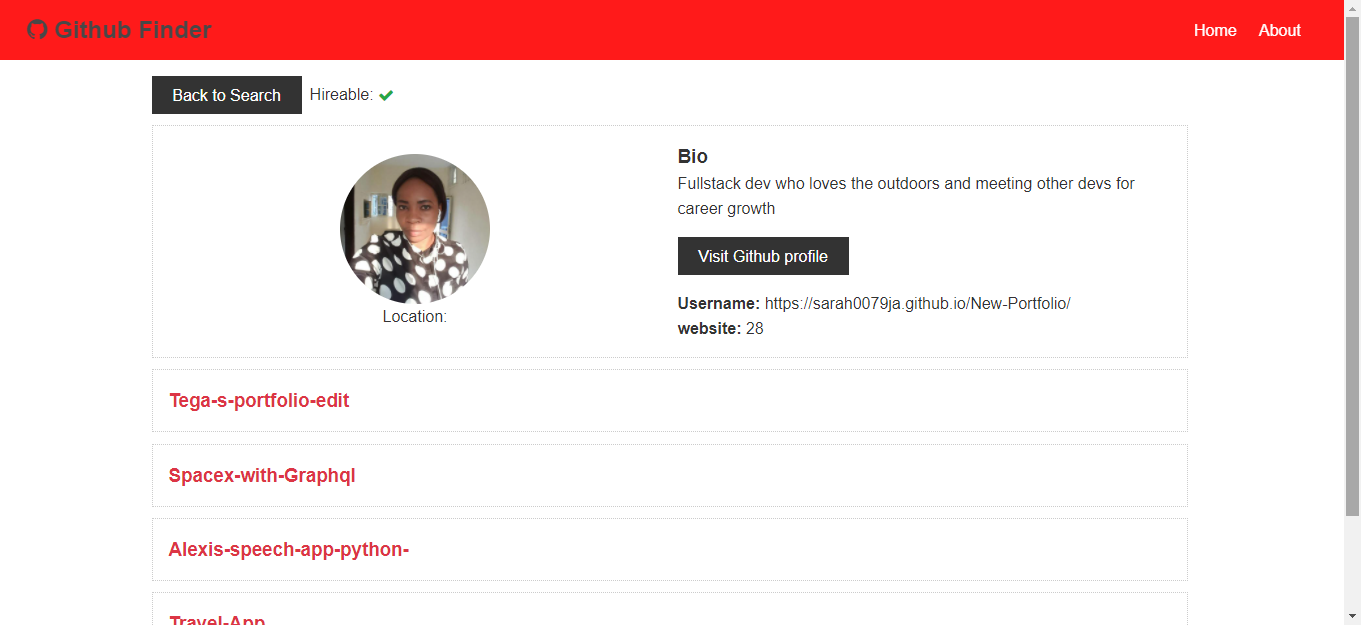 Github Finder
Home About
Back to Search Hireable:
Bio
Fullstack dev who loves the outdoors and meeting other devs for
career growth
Visit Github profile
Location:
Username: https://sarah0079ja.github.io/New-Portfolio/
website: 28
Tega-s-portfolio-edit
Spacex-with-Graphql
Alexis-speech-app-python-
Travel-App